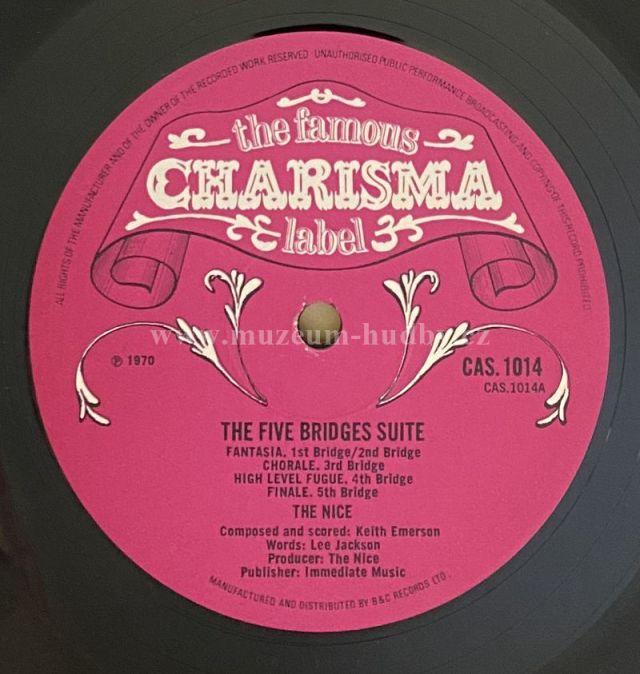 ALL RIGHTS OF THE MANUFACTURER AND OF THE OWNER OF THE RECORDED WORK RESERVED UNAUTHORISED PUBLIC PERFORMANCE BROADCASTING AND COPYING OF THIS RECORD PROHIBITED
the famous
CHARISMA
label
www.muzeum-hudby.cz
℗ 1970
CAS. 1014
CAS.1014A
THE FIVE BRIDGES SUITE
FANTASIA. 1st Bridge/2nd Bridge
CHORALE. 3rd Bridge
HIGH LEVEL FUGUE. 4th Bridge
FINALE. 5th Bridge
THE NICE
Composed and scored: Keith Emerson
Words: Lee Jackson
Producer: The Nice
Publisher: Immediate Music
MANUFACTURED AND DISTRIBUTED BY B&C RECORDS LTD.